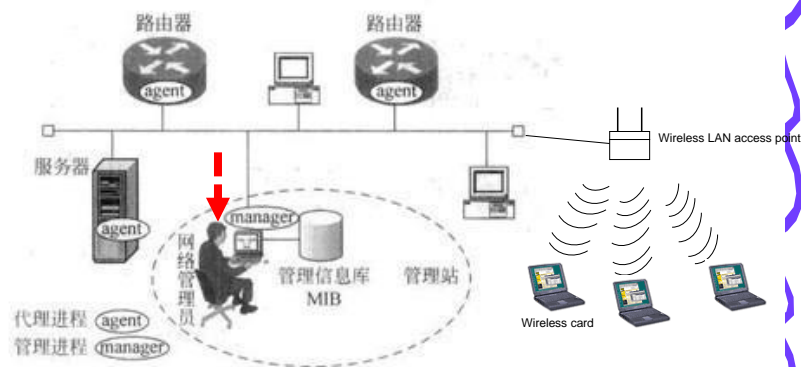 路由器
路由器
agent
agent
Wireless LAN access point
服务器
agent
manager
网络管理员
管理信息库
MIB
管理站
Wireless card
代理进程 agent
管理进程 manager